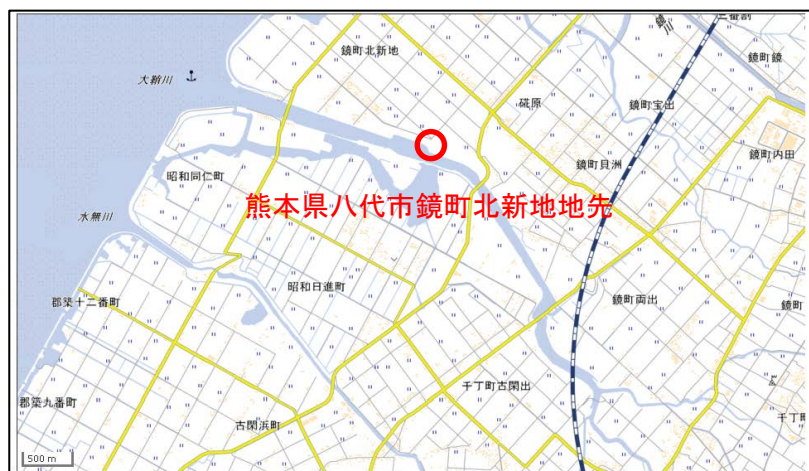 三番割
鏡川
鏡町北新地
鏡町鏡
大鞘川
硴原
鏡町宝出
鏡町貝洲
鏡町内田
昭和同仁町
熊本県八代市鏡町北新地地先
水無川
昭和日進町
郡築十二番町
鏡町両出
鏡町
千丁町古閑出
郡築九番町
古閑浜町
千丁町
500 m